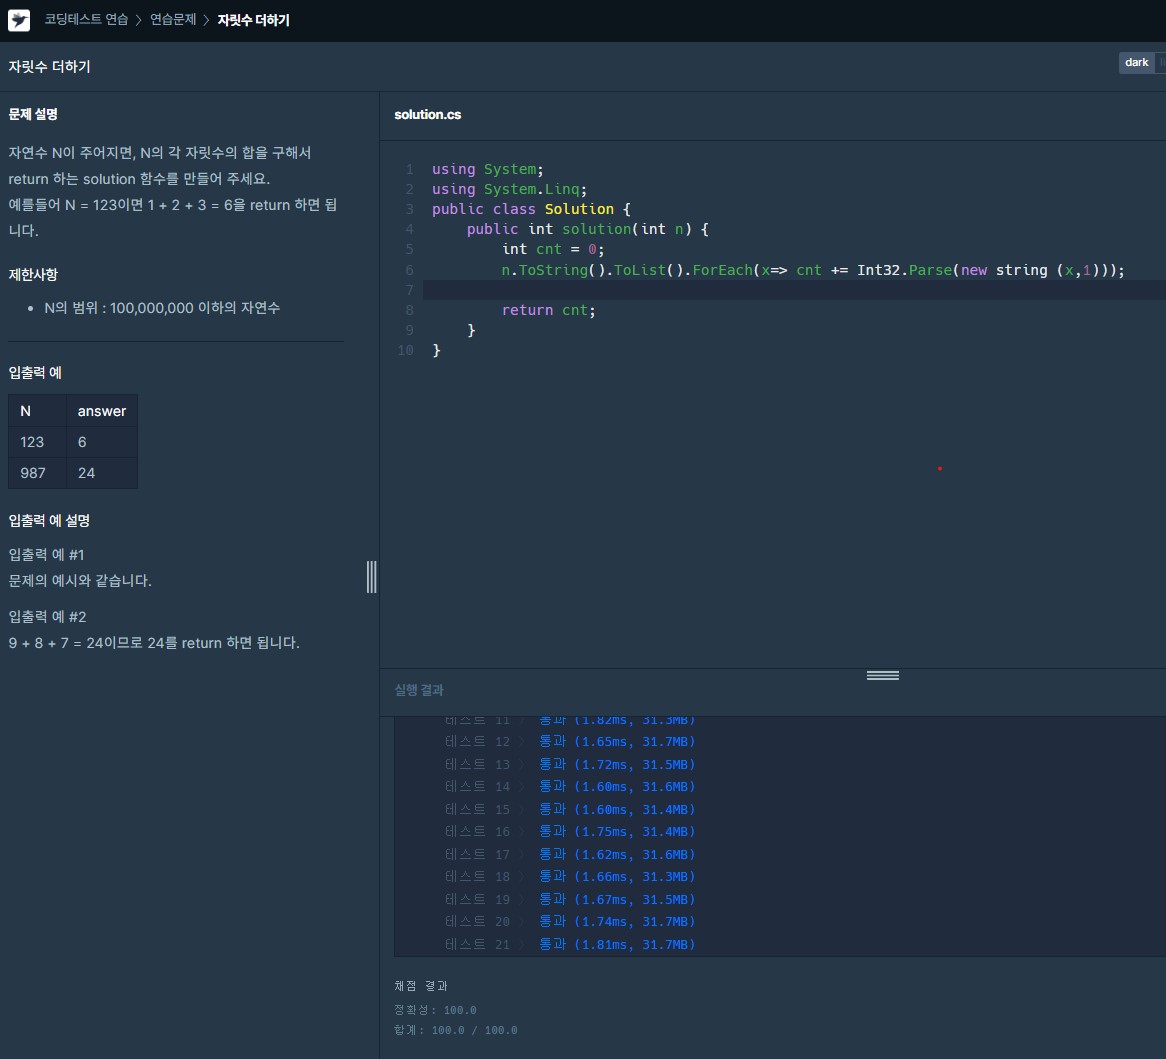 코딩테스트 연습 > 연습문제 > 자릿수 더하기
자릿수 더하기
dark
문제 설명
자연수 N이 주어지면, N의 각 자릿수의 합을 구해서
return 하는 solution 함수를 만들어 주세요.
예를들어 N = 123이면 1 + 2 + 3 = 6을 return 하면 됩
니다.
제한사항
• N의 범위 : 100,000,000 이하의 자연수
입출력 예
N answer
123 6
987 24
입출력 예 설명
입출력 예 #1
문제의 예시와 같습니다.
입출력 예 #2
9 + 8 + 7 = 24이므로 24를 return 하면 됩니다.
solution.cs
1 using System;
2 using System.Linq;
3 public class Solution {
4 public int solution(int n) {
5 int cnt = 0;
6 n.ToString().ToList().ForEach(x=> cnt += Int32.Parse(new string (x,1)));
7
8 return cnt;
9 }
10 }
실행 결과
테스트 11 > 통과 (1.82ms, 31.3MB)
테스트 12 > 통과 (1.65ms, 31.7MB)
테스트 13 > 통과 (1.72ms, 31.5MB)
테스트 14 > 통과 (1.60ms, 31.6MB)
테스트 15 > 통과 (1.60ms, 31.4MB)
테스트 16 > 통과 (1.75ms, 31.4MB)
테스트 17 > 통과 (1.62ms, 31.6MB)
테스트 18 > 통과 (1.66ms, 31.3MB)
테스트 19 > 통과 (1.67ms, 31.5MB)
테스트 20 > 통과 (1.74ms, 31.7MB)
테스트 21 > 통과 (1.81ms, 31.7MB)
채점 결과
정확성: 100.0
합계: 100.0 / 100.0